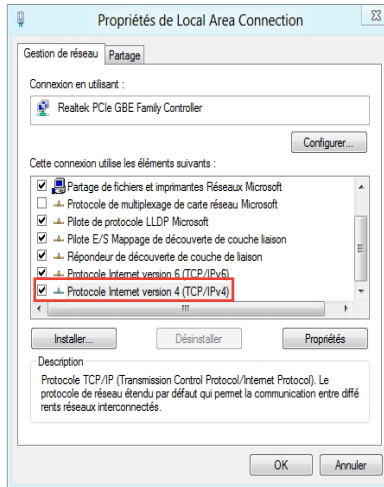 Propriétés de Local Area Connection
Gestion de réseau Partage
Connexion en utilisant :
Realtek PCIe GBE Family Controller
Configurer...
Cette connexion utilise les éléments suivants :
Partage de fichiers et imprimantes Réseaux Microsoft
Protocole de multiplexage de carte réseau Microsoft
Pilote de protocole LLDP Microsoft
Pilote E/S Mappage de découverte de couche liaison
Répondeur de découverte de couche de liaison
Protocole Internet version 6 (TCP/IPv6)
Protocole Internet version 4 (TCP/IPv4)
Installer... Désinstaller Propriétés
Description
Protocole TCP/IP (Transmission Control Protocol/Internet Protocol). Le
protocole de réseau étendu par défaut qui permet la communication entre diffé
rents réseaux interconnectés.
OK Annuler